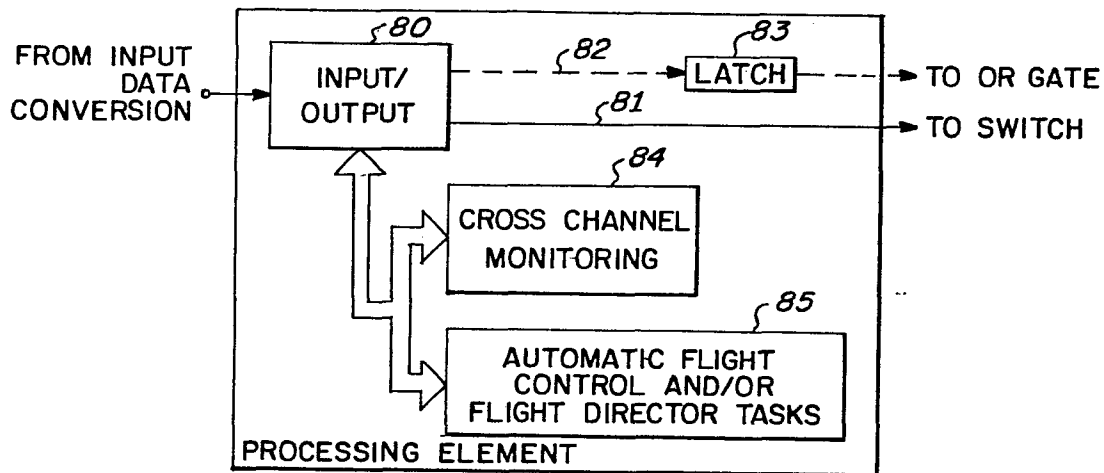 80
82
83
FROM INPUT
DATA
CONVERSION
INPUT/
OUTPUT
LATCH
TO OR GATE
81
TO SWITCH
84
CROSS CHANNEL
MONITORING
85
AUTOMATIC FLIGHT
CONTROL AND/OR
FLIGHT DIRECTOR TASKS
PROCESSING ELEMENT